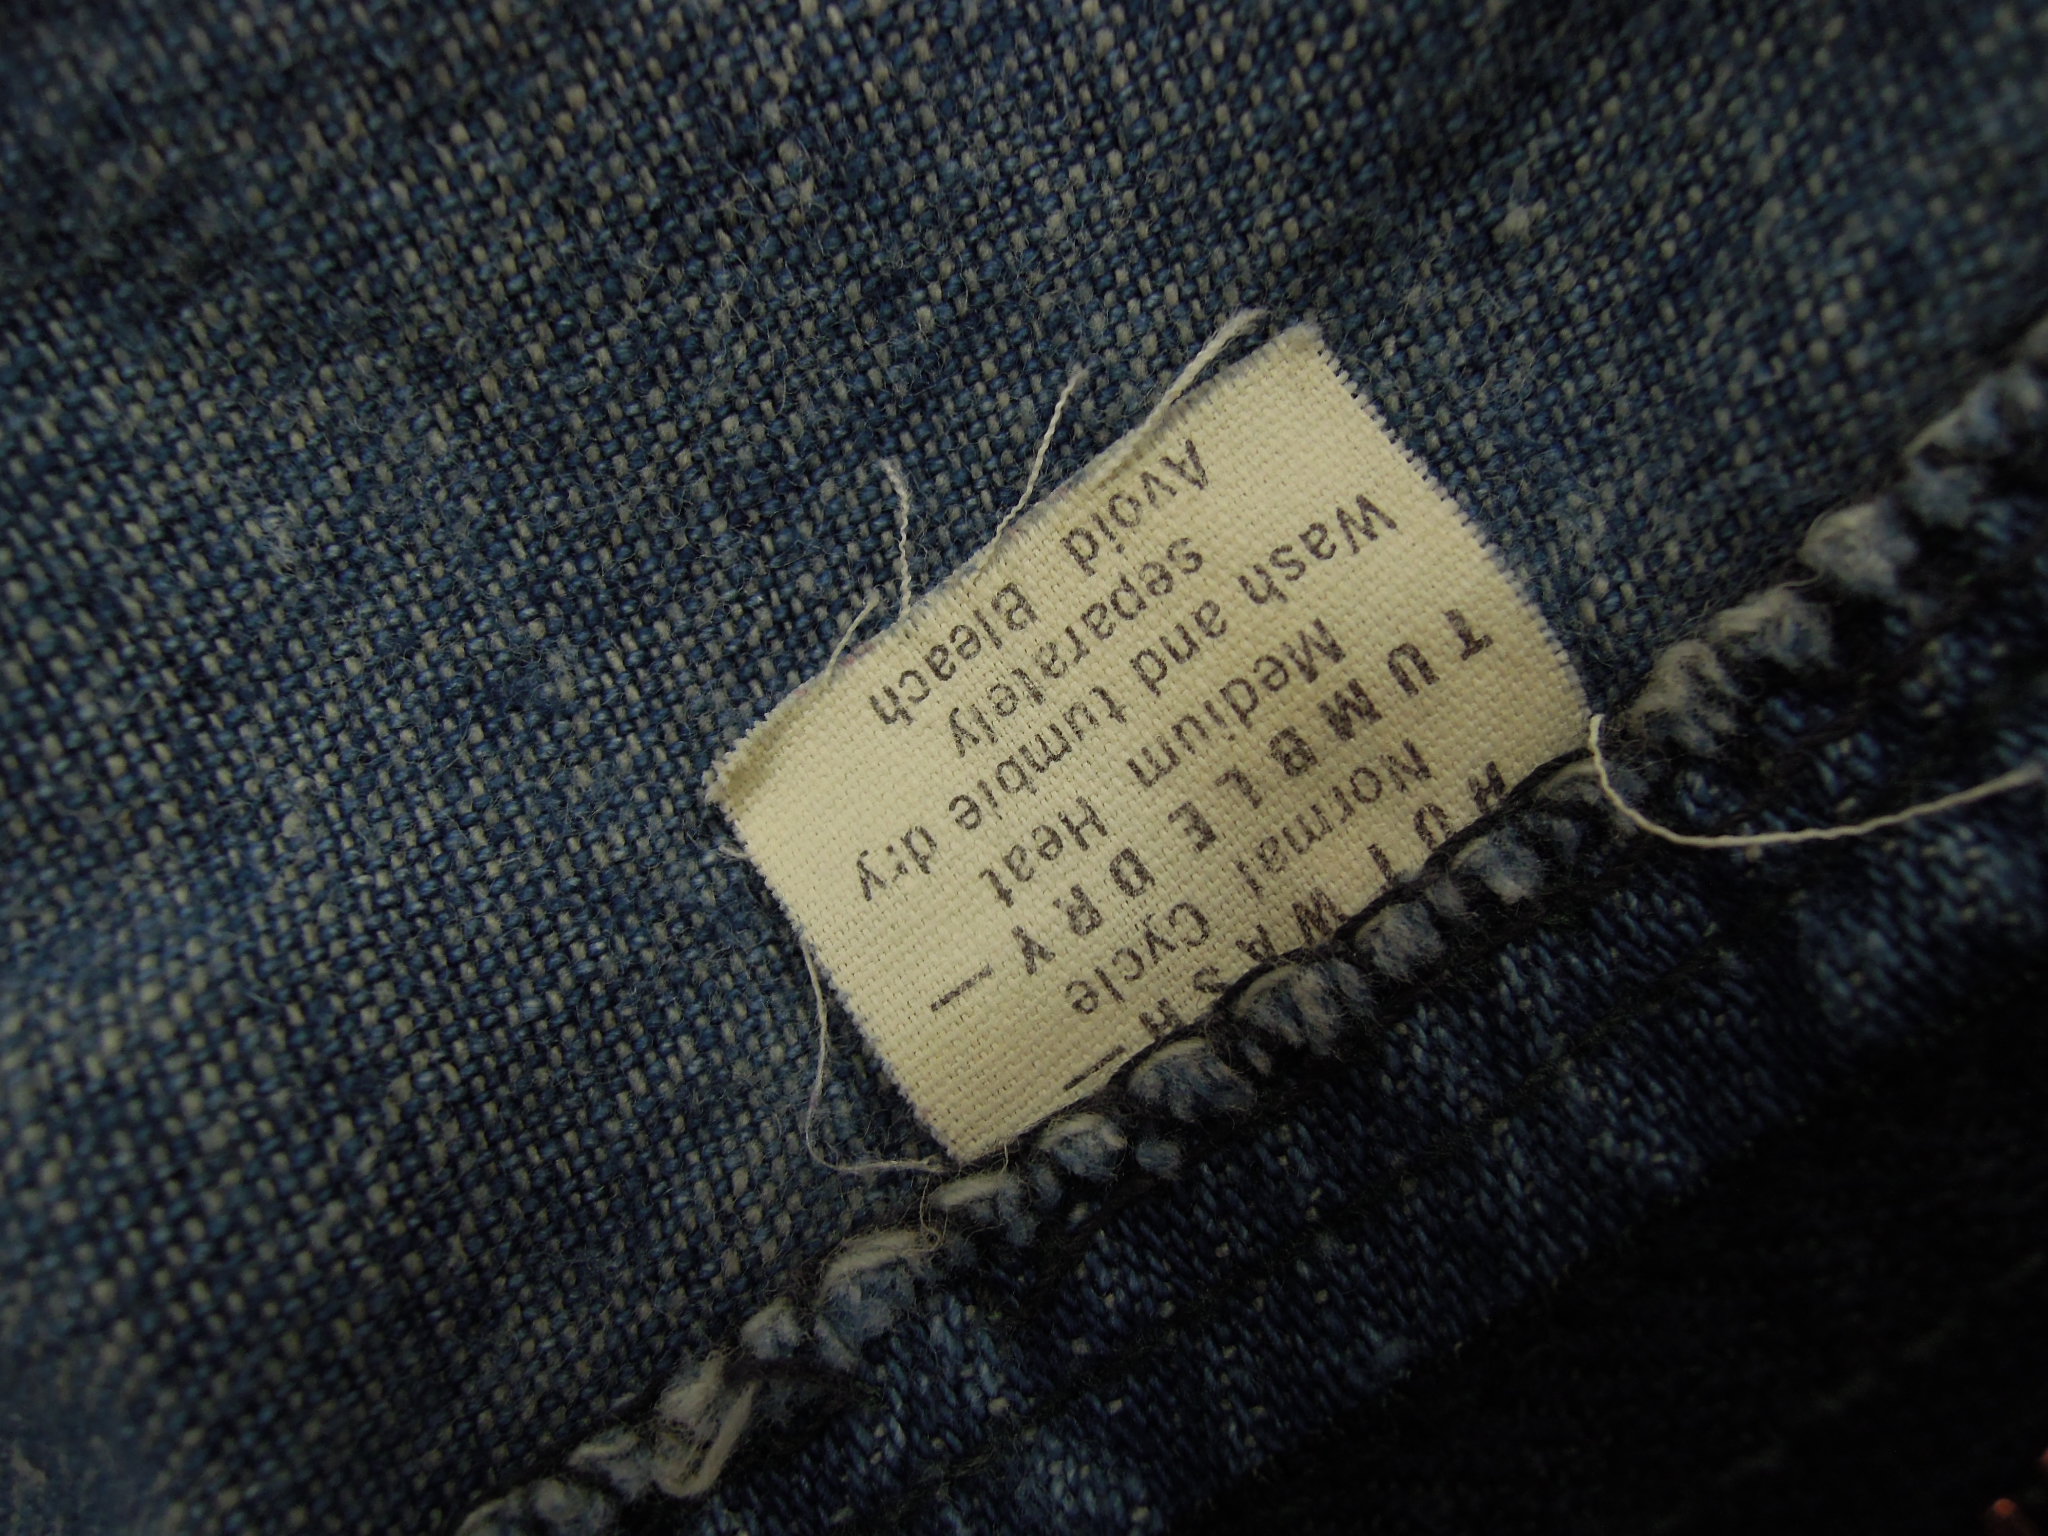 HOT WASH —
Normal Cycle
TUMBLE DRY —
Medium Heat
Wash and tumble dry
separately
Avoid Bleach